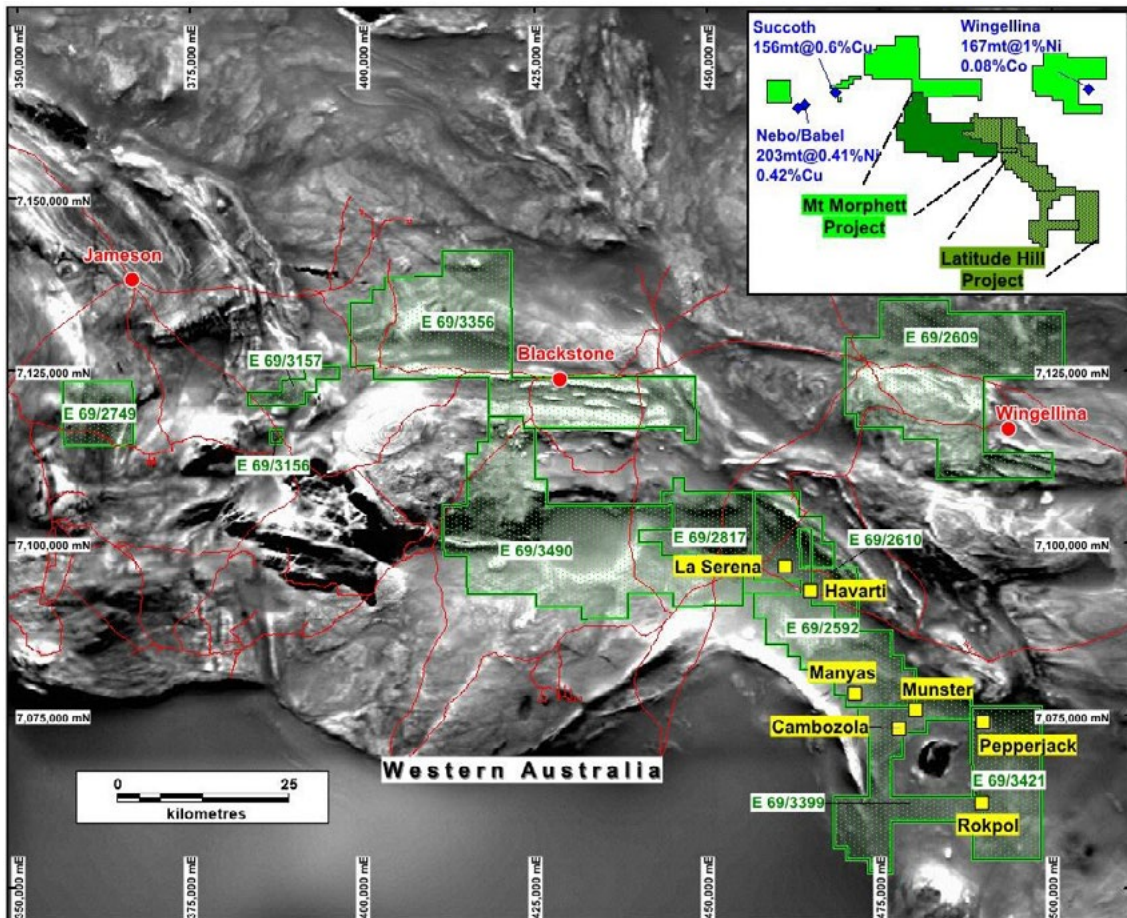 350,000 mE
375,000 mE
400,000 mE
425,000 mE
450,000 mE
Succoth
156mt@0.6%Cu
Wingellina
167mt@1%Ni
0.08%Co
Nebo/Babel
203mt@0.41%Ni
0.42%Cu
Mt Morphett
Project
Latitude Hill
Project
7,150,000 mN
Jameson
E 69/3356
E 69/2609
E 69/3157
Blackstone
7,125,000 mN
7,125,000 mN
E 69/2749
Wingellina
E 69/3156
7,100,000 mN
E 69/3490
E 69/2817
E 69/2610
7,100,000 mN
La Serena
Havarti
E 69/2592
Manyas
Munster
7,075,000 mN
7,075,000 mN
Cambozola
Pepperjack
Western Australia
0 25
kilometres
E 69/3421
E 69/3399
Rokpol
350,000 mE
375,000 mE
400,000 mE
425,000 mE
450,000 mE
475,000 mE
500,000 mE